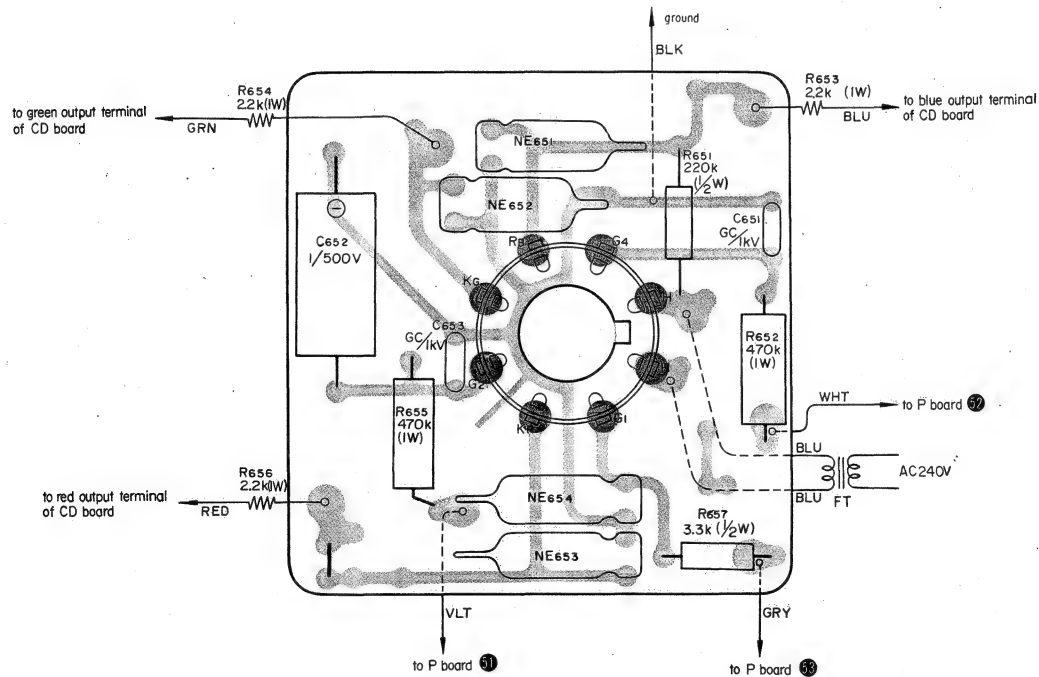 ground
BLK
R654
2.2k (1W)
to green output terminal
of CD board
GRN
R653
2.2k (1W)
BLU
to blue output terminal
of CD board
NE651
R651
220k
(1/2W)
NE652
C651
GC/1kV
C652
1/500V
G4
KG
H
C653
GC/1kV
G2
R652
470k
(1W)
R655
470k
(1W)
G1
WHT
to P board 52
BLU
AC240V
BLU
FT
R656
2.2k(1W)
to red output terminal
of CD board
RED
NE654
R657
3.3k (1/2W)
NE653
VLT
GRY
to P board 51
to P board 53